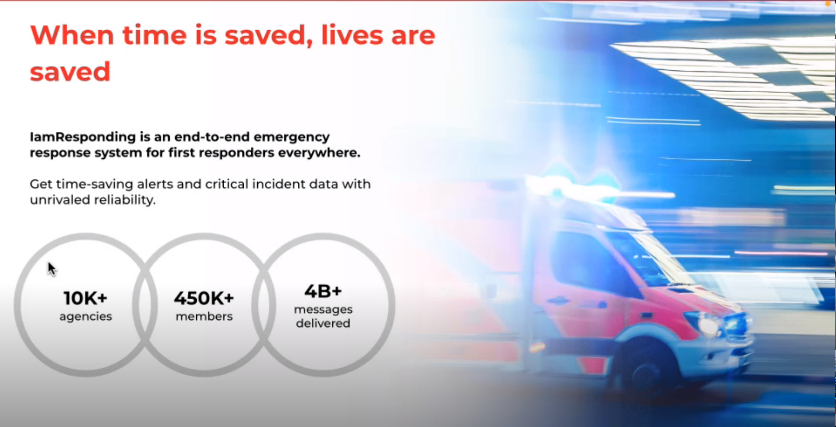 When time is saved, lives are
saved
IamResponding is an end-to-end emergency
response system for first responders everywhere.
Get time-saving alerts and critical incident data with
unrivaled reliability.
10K+
agencies
450K+
members
4B+
messages
delivered